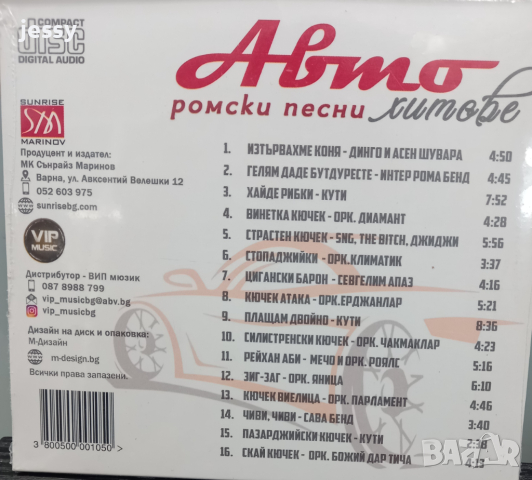 jessy
COMPACT
DISC
DIGITAL AUDIO
Авто
ромски песни хитове
SUNRISE
MARINOV
Продуцент и издател:
МК Сънрайз Маринов
Варна, ул. Авксентий Велешки 12
052 603 975
sunrisebg.com
VIP
MUSIC
Дистрибутор - ВИП мюзик
087 8988 799
vip_musicbg@abv.bg
vip_musicbg
Дизайн на диск и опаковка:
М-Дизайн
m-design.bg
Всички права запазени.
3 800500 001050 >
1. ИЗТЪРВАХМЕ КОНЯ - ДИНГО И АСЕН ШУВАРА 4:50
2. ГЕЛЯМ ДАДЕ БУТДУРЕСТЕ - ИНТЕР РОМА БЕНД 4:45
3. ХАЙДЕ РИБКИ - КУТИ 7:52
4. ВИНЕТКА КЮЧЕК - ОРК. ДИАМАНТ 4:28
5. СТРАСТЕН КЮЧЕК - SNG, THE BITCH, ДЖИДЖИ 5:56
6. СТОПАДЖИЙКИ - ОРК.КЛИМАТИК 3:37
7. ЦИГАНСКИ БАРОН - СЕВГЕЛИМ АПАЗ 4:16
8. КЮЧЕК АТАКА - ОРК.ЕРДЖАНЛАР 5:21
9. ПЛАЩАМ ДВОЙНО - КУТИ 8:36
10. СИЛИСТРЕНСКИ КЮЧЕК - ОРК. ЧАКМАКЛАР 4:23
11. РЕЙХАН АБИ - МЕЧО И ОРК. РОЯЛС 5:16
12. ЗИГ-ЗАГ - ОРК. ЯНИЦА 6:10
13. КЮЧЕК ВИЕЛИЦА - ОРК. ПАРЛАМЕНТ 4:46
14. ЧИВИ, ЧИВИ - САВА БЕНД 3:40
15. ПАЗАРДЖИЙСКИ КЮЧЕК - КУТИ 2:38
16. СКАЙ КЮЧЕК - ОРК. БОЖИЙ ДАР ТИЧА 4:13
BAZAR
bg